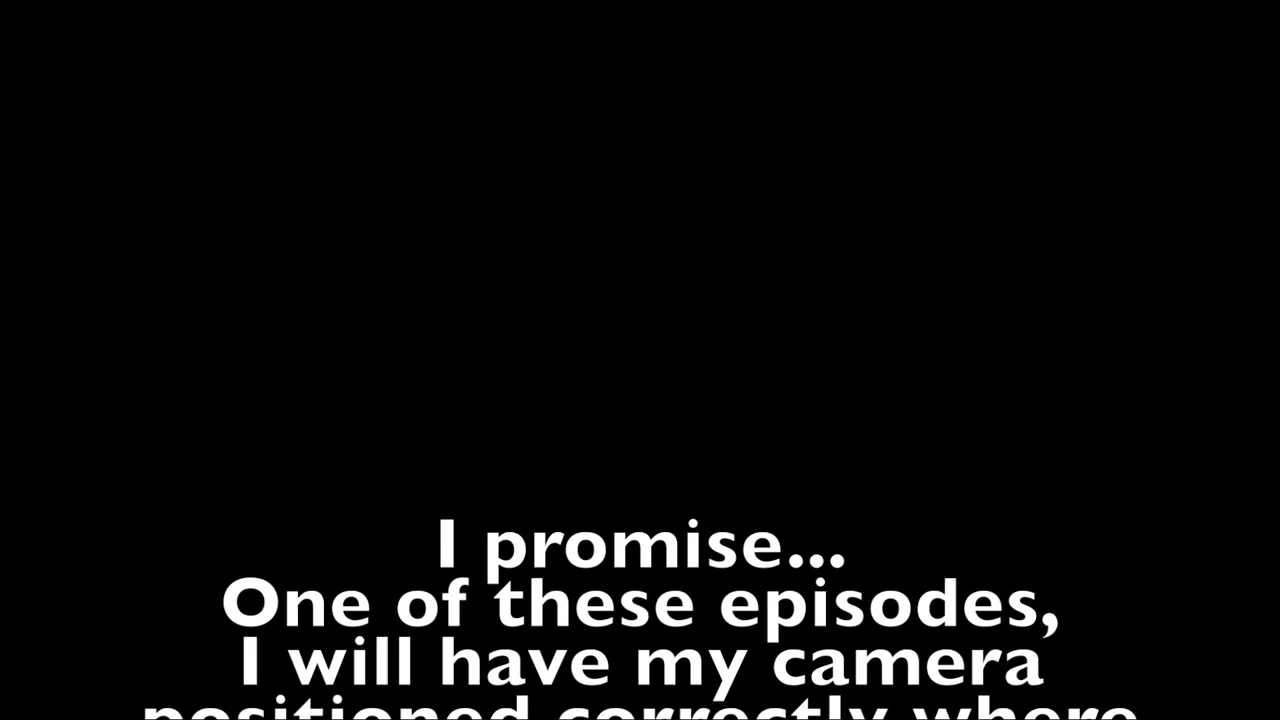 I promise...
One of these episodes,
I will have my camera
positioned correctly where